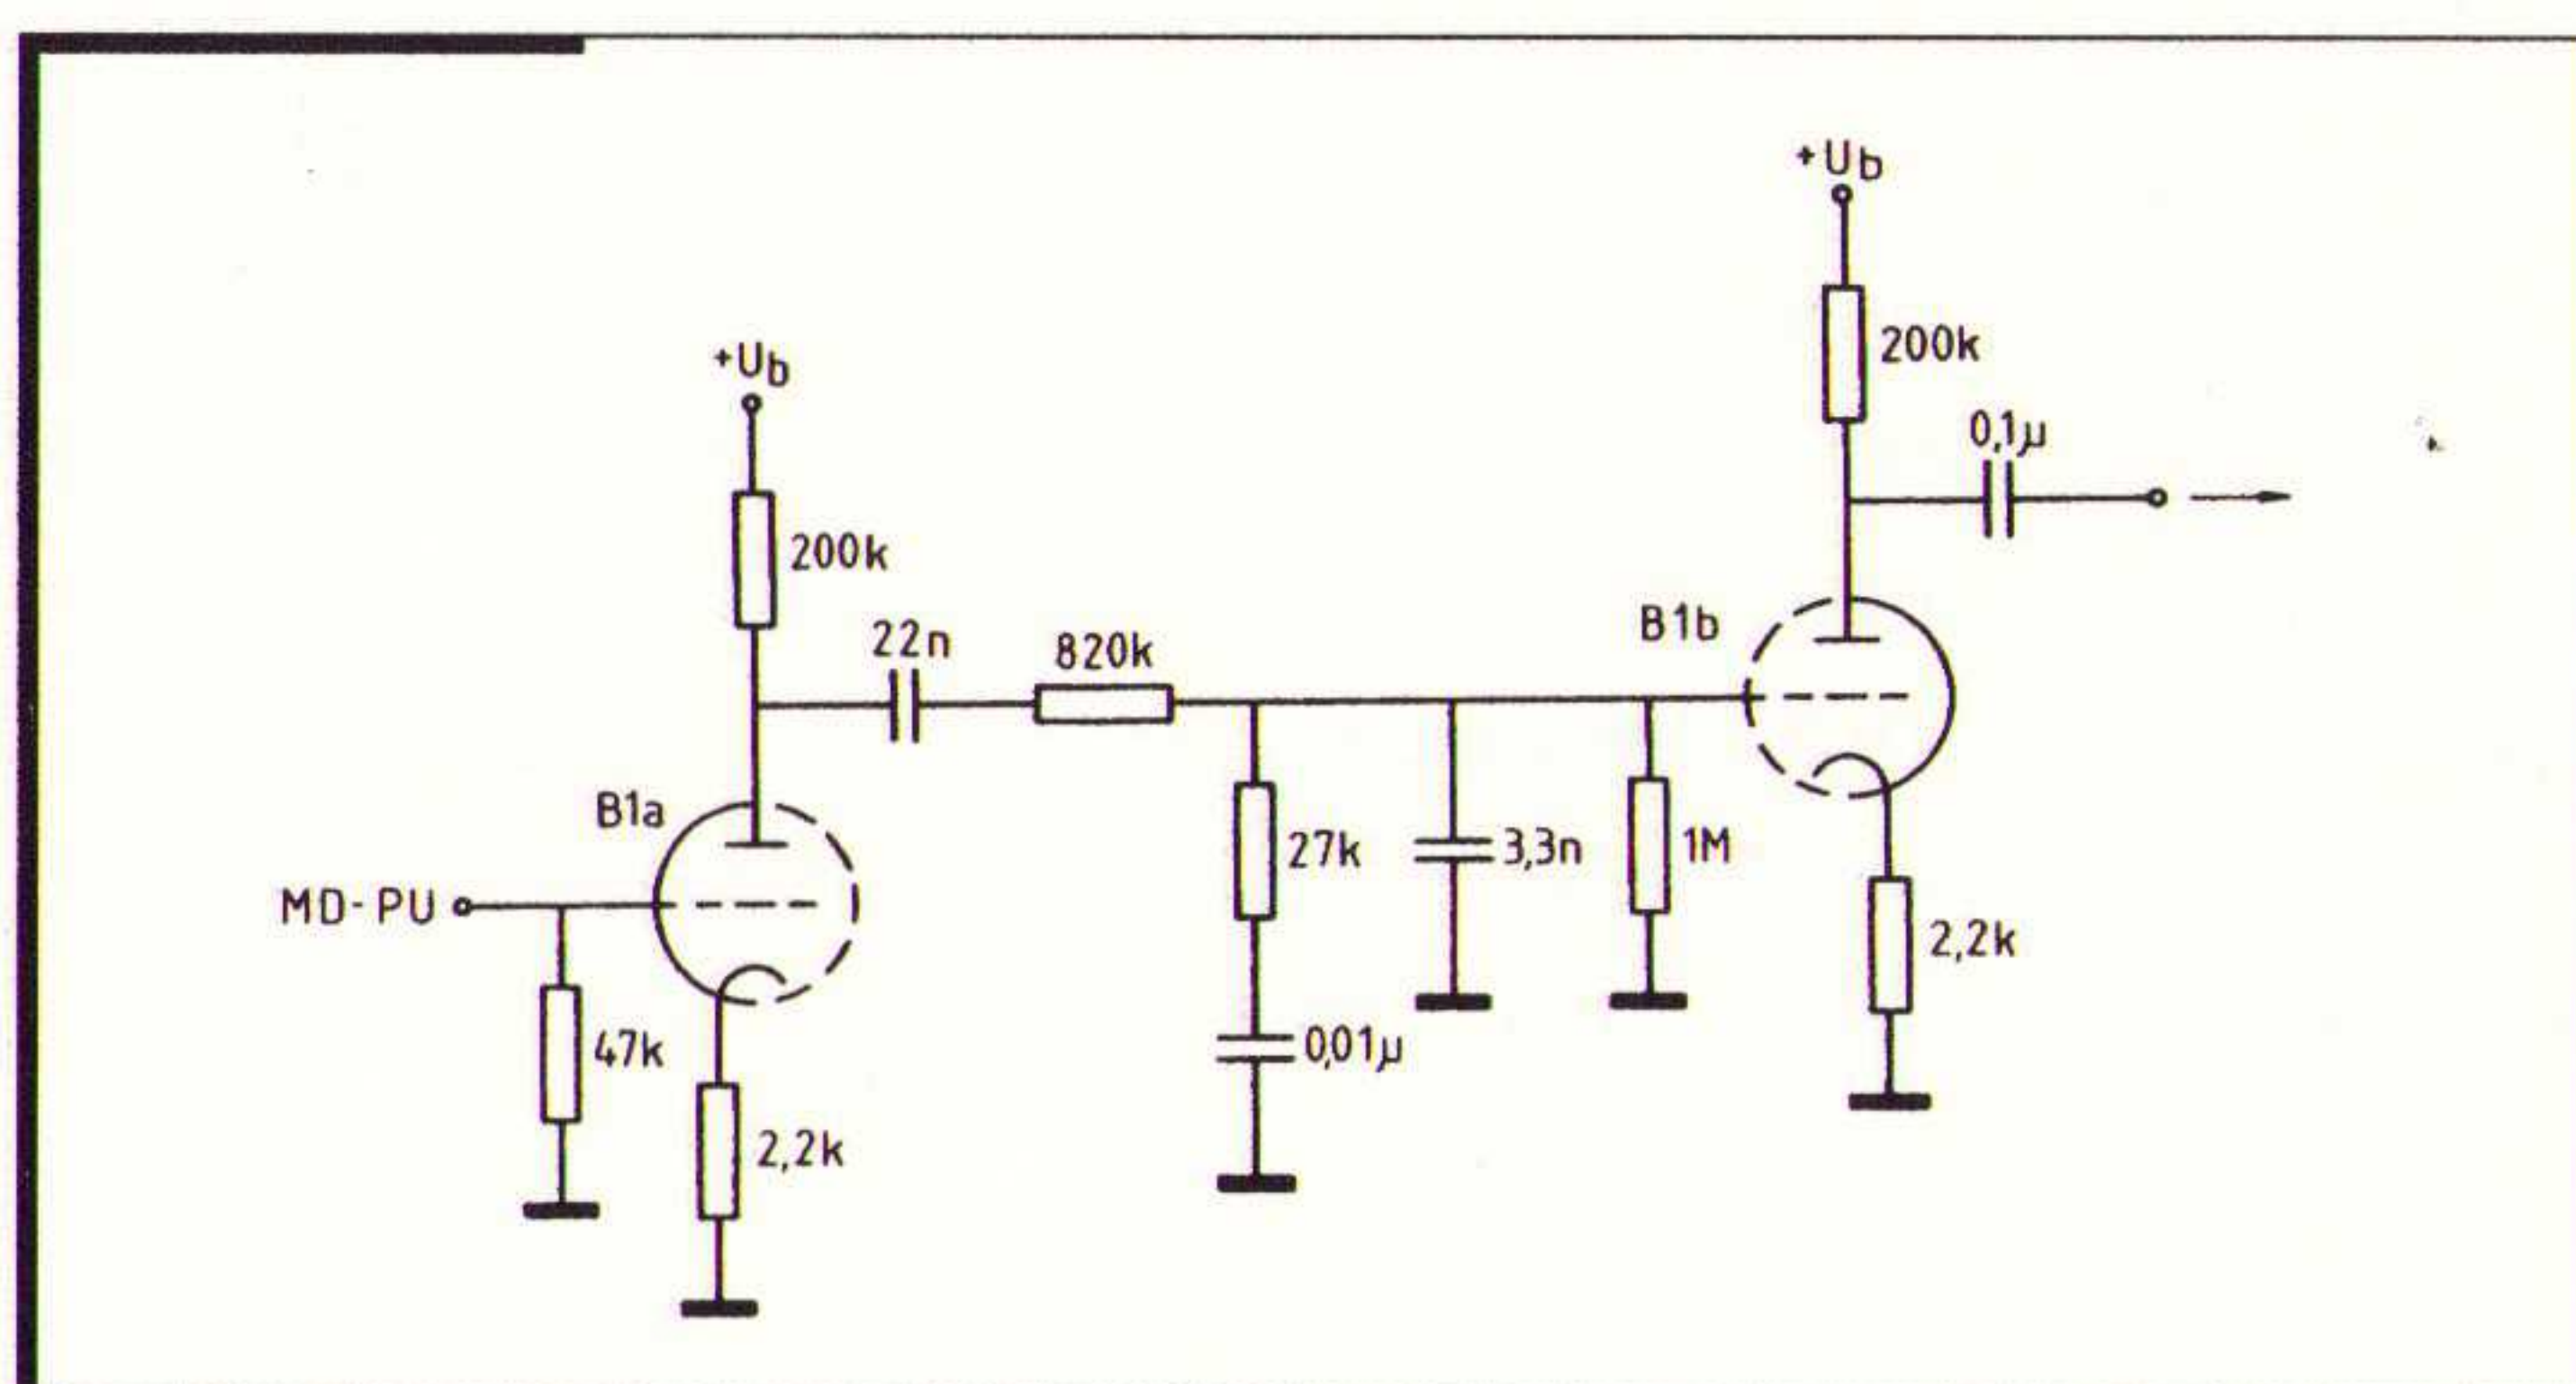 +Ub
200k
0,1µ
+Ub
200k
22n
820k
B1b
B1a
27k
3,3n
1M
MD-PU
2,2k
47k
0,01µ
2,2k